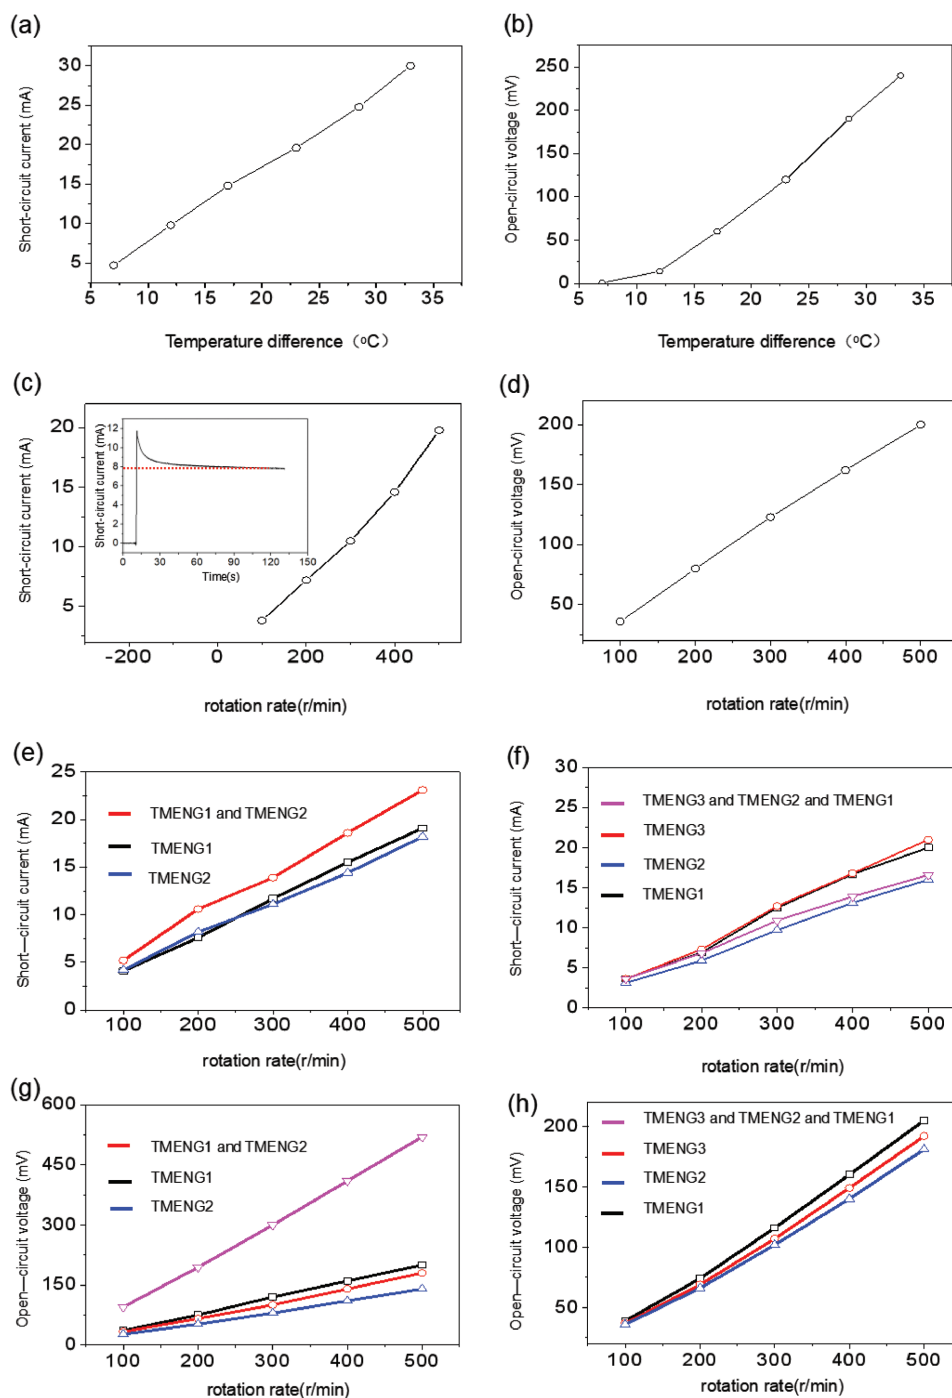 (a)
Short-circuit current (mA)
30
25
20
15
10
5
5 10 15 20 25 30 35
Temperature difference (°C)
(b)
Open-circuit voltage (mV)
250
200
150
100
50
0
5 10 15 20 25 30 35
Temperature difference (°C)
(c)
Short-circuit current (mA)
20
15
10
5
-200 0 200 400
rotation rate(r/min)
Short-circuit current (mA)
12
10
8
6
4
2
0
0 30 60 90 120 150
Time(s)
(d)
Open-circuit voltage (mV)
200
150
100
50
100 200 300 400 500
rotation rate(r/min)
(e)
Short—circuit current (mA)
25
20
15
10
5
0
TMENG1 and TMENG2
TMENG1
TMENG2
100 200 300 400 500
rotation rate(r/min)
(f)
Short—circuit current (mA)
30
25
20
15
10
5
0
TMENG3 and TMENG2 and TMENG1
TMENG3
TMENG2
TMENG1
100 200 300 400 500
rotation rate(r/min)
(g)
Open—circuit voltage (mV)
600
450
300
150
0
TMENG1 and TMENG2
TMENG1
TMENG2
100 200 300 400 500
rotation rate(r/min)
(h)
Open—circuit voltage (mV)
200
150
100
50
TMENG3 and TMENG2 and TMENG1
TMENG3
TMENG2
TMENG1
100 200 300 400 500
rotation rate(r/min)